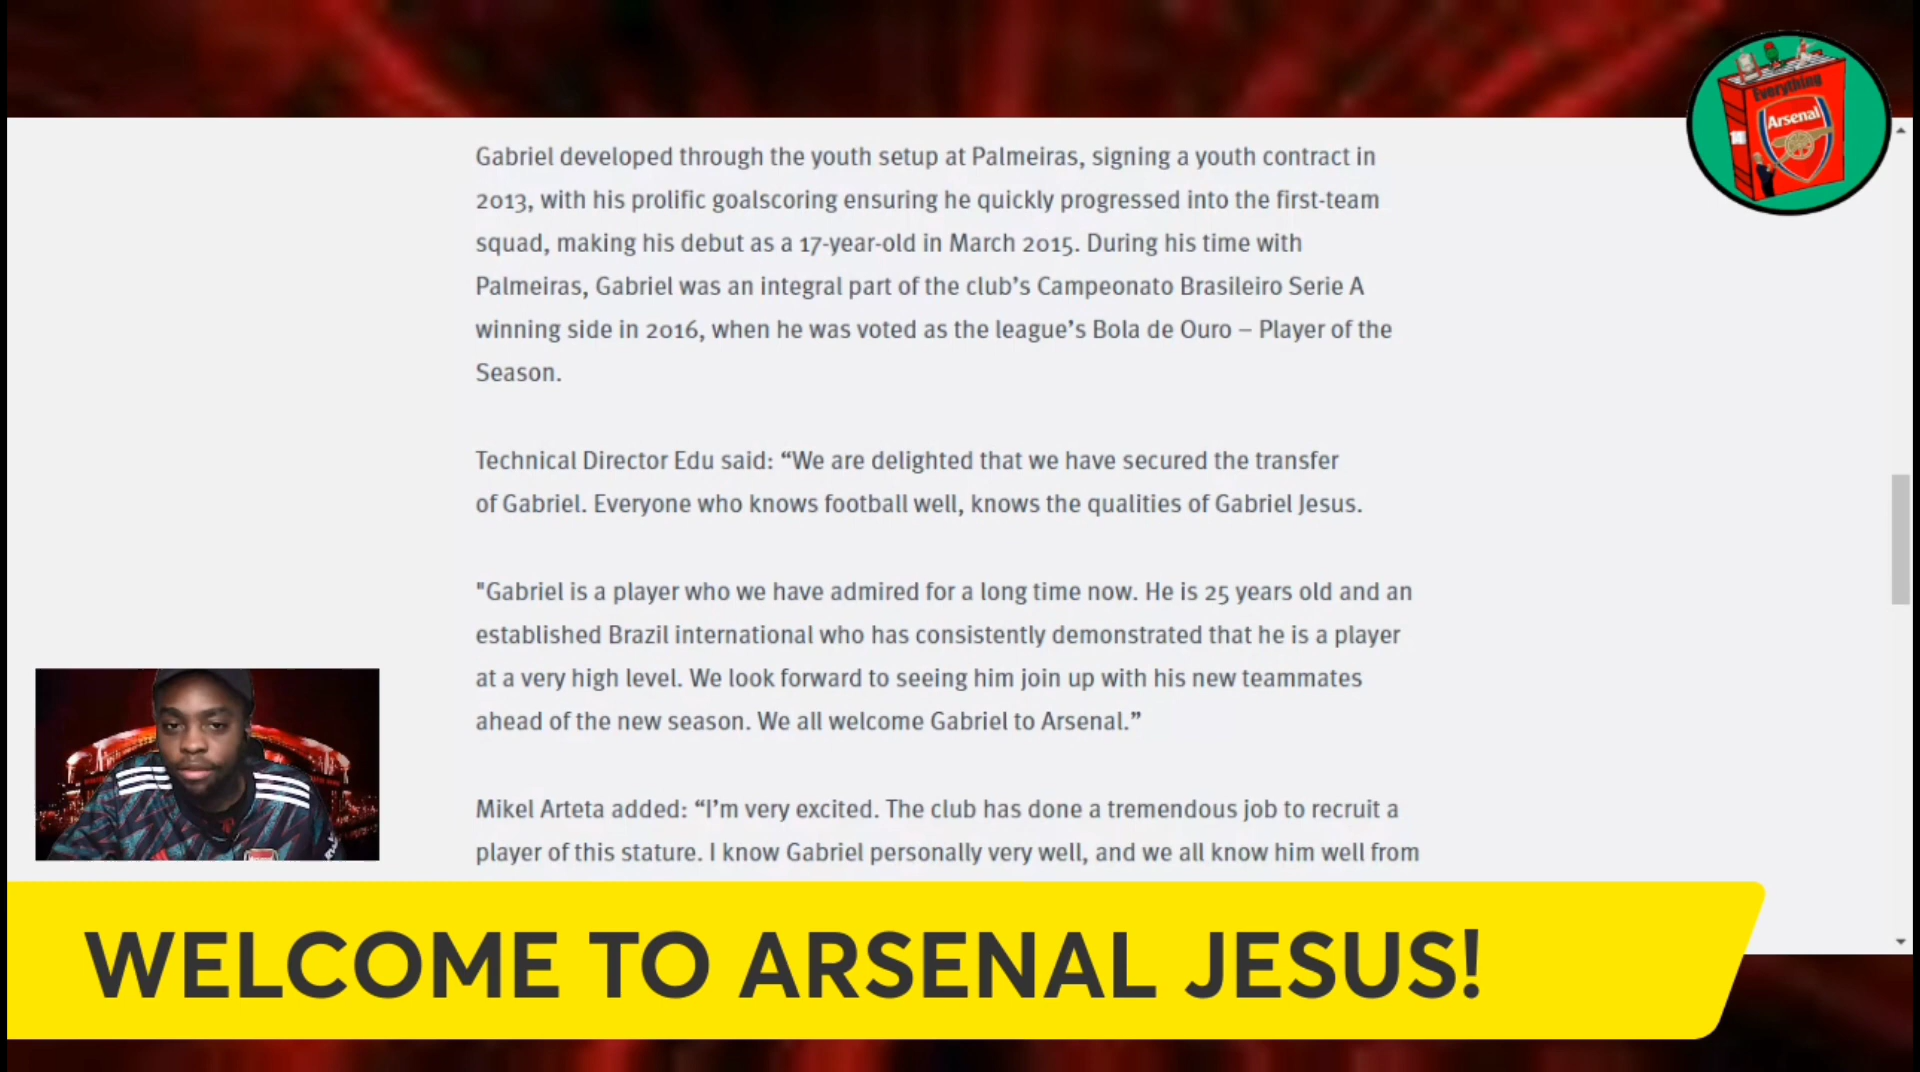 Everything
Arsenal
Gabriel developed through the youth setup at Palmeiras, signing a youth contract in
2013, with his prolific goalscoring ensuring he quickly progressed into the first-team
squad, making his debut as a 17-year-old in March 2015. During his time with
Palmeiras, Gabriel was an integral part of the club’s Campeonato Brasileiro Serie A
winning side in 2016, when he was voted as the league’s Bola de Ouro – Player of the
Season.
Technical Director Edu said: “We are delighted that we have secured the transfer
of Gabriel. Everyone who knows football well, knows the qualities of Gabriel Jesus.
"Gabriel is a player who we have admired for a long time now. He is 25 years old and an
established Brazil international who has consistently demonstrated that he is a player
at a very high level. We look forward to seeing him join up with his new teammates
ahead of the new season. We all welcome Gabriel to Arsenal.”
Mikel Arteta added: “I’m very excited. The club has done a tremendous job to recruit a
player of this stature. I know Gabriel personally very well, and we all know him well from
WELCOME TO ARSENAL JESUS!